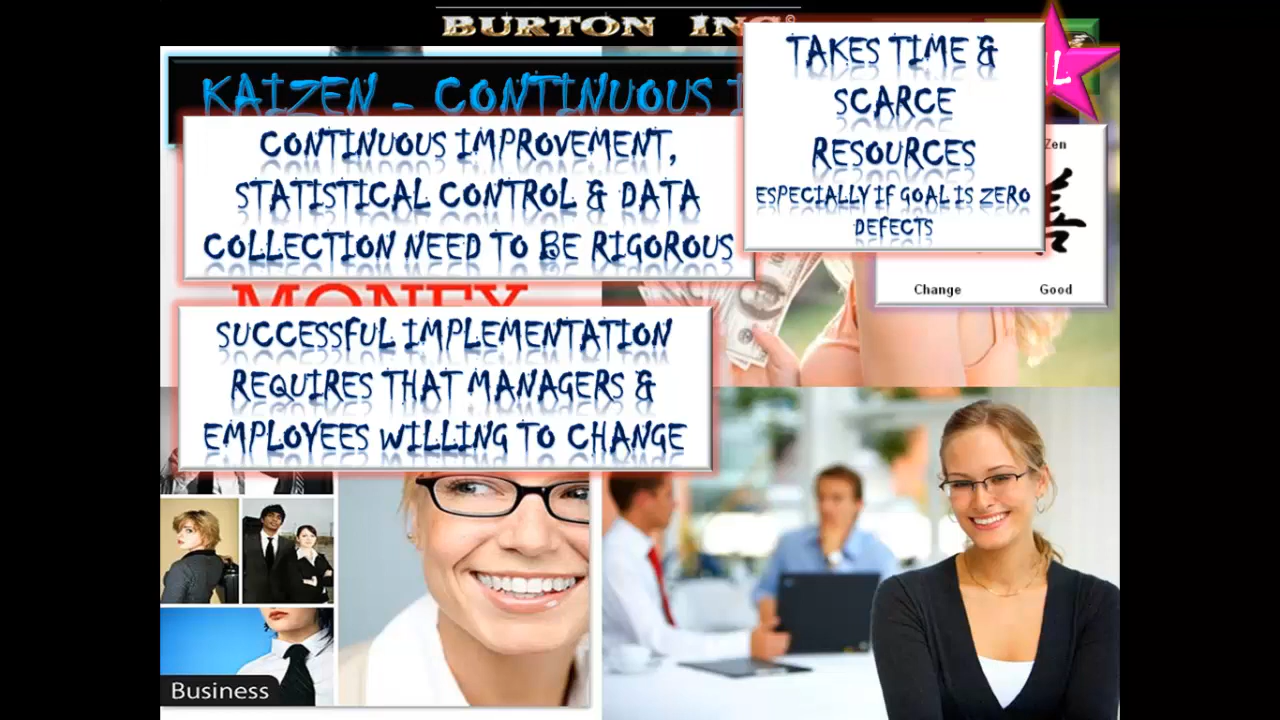 BURTON INC©
KAIZEN - CONTINUOUS
TAKES TIME &
SCARCE
RESOURCES
ESPECIALLY IF GOAL IS ZERO
DEFECTS
CONTINUOUS IMPROVEMENT,
STATISTICAL CONTROL & DATA
COLLECTION NEED TO BE RIGOROUS
Zen
Change
Good
MONEY
SUCCESSFUL IMPLEMENTATION
REQUIRES THAT MANAGERS &
EMPLOYEES WILLING TO CHANGE
Business